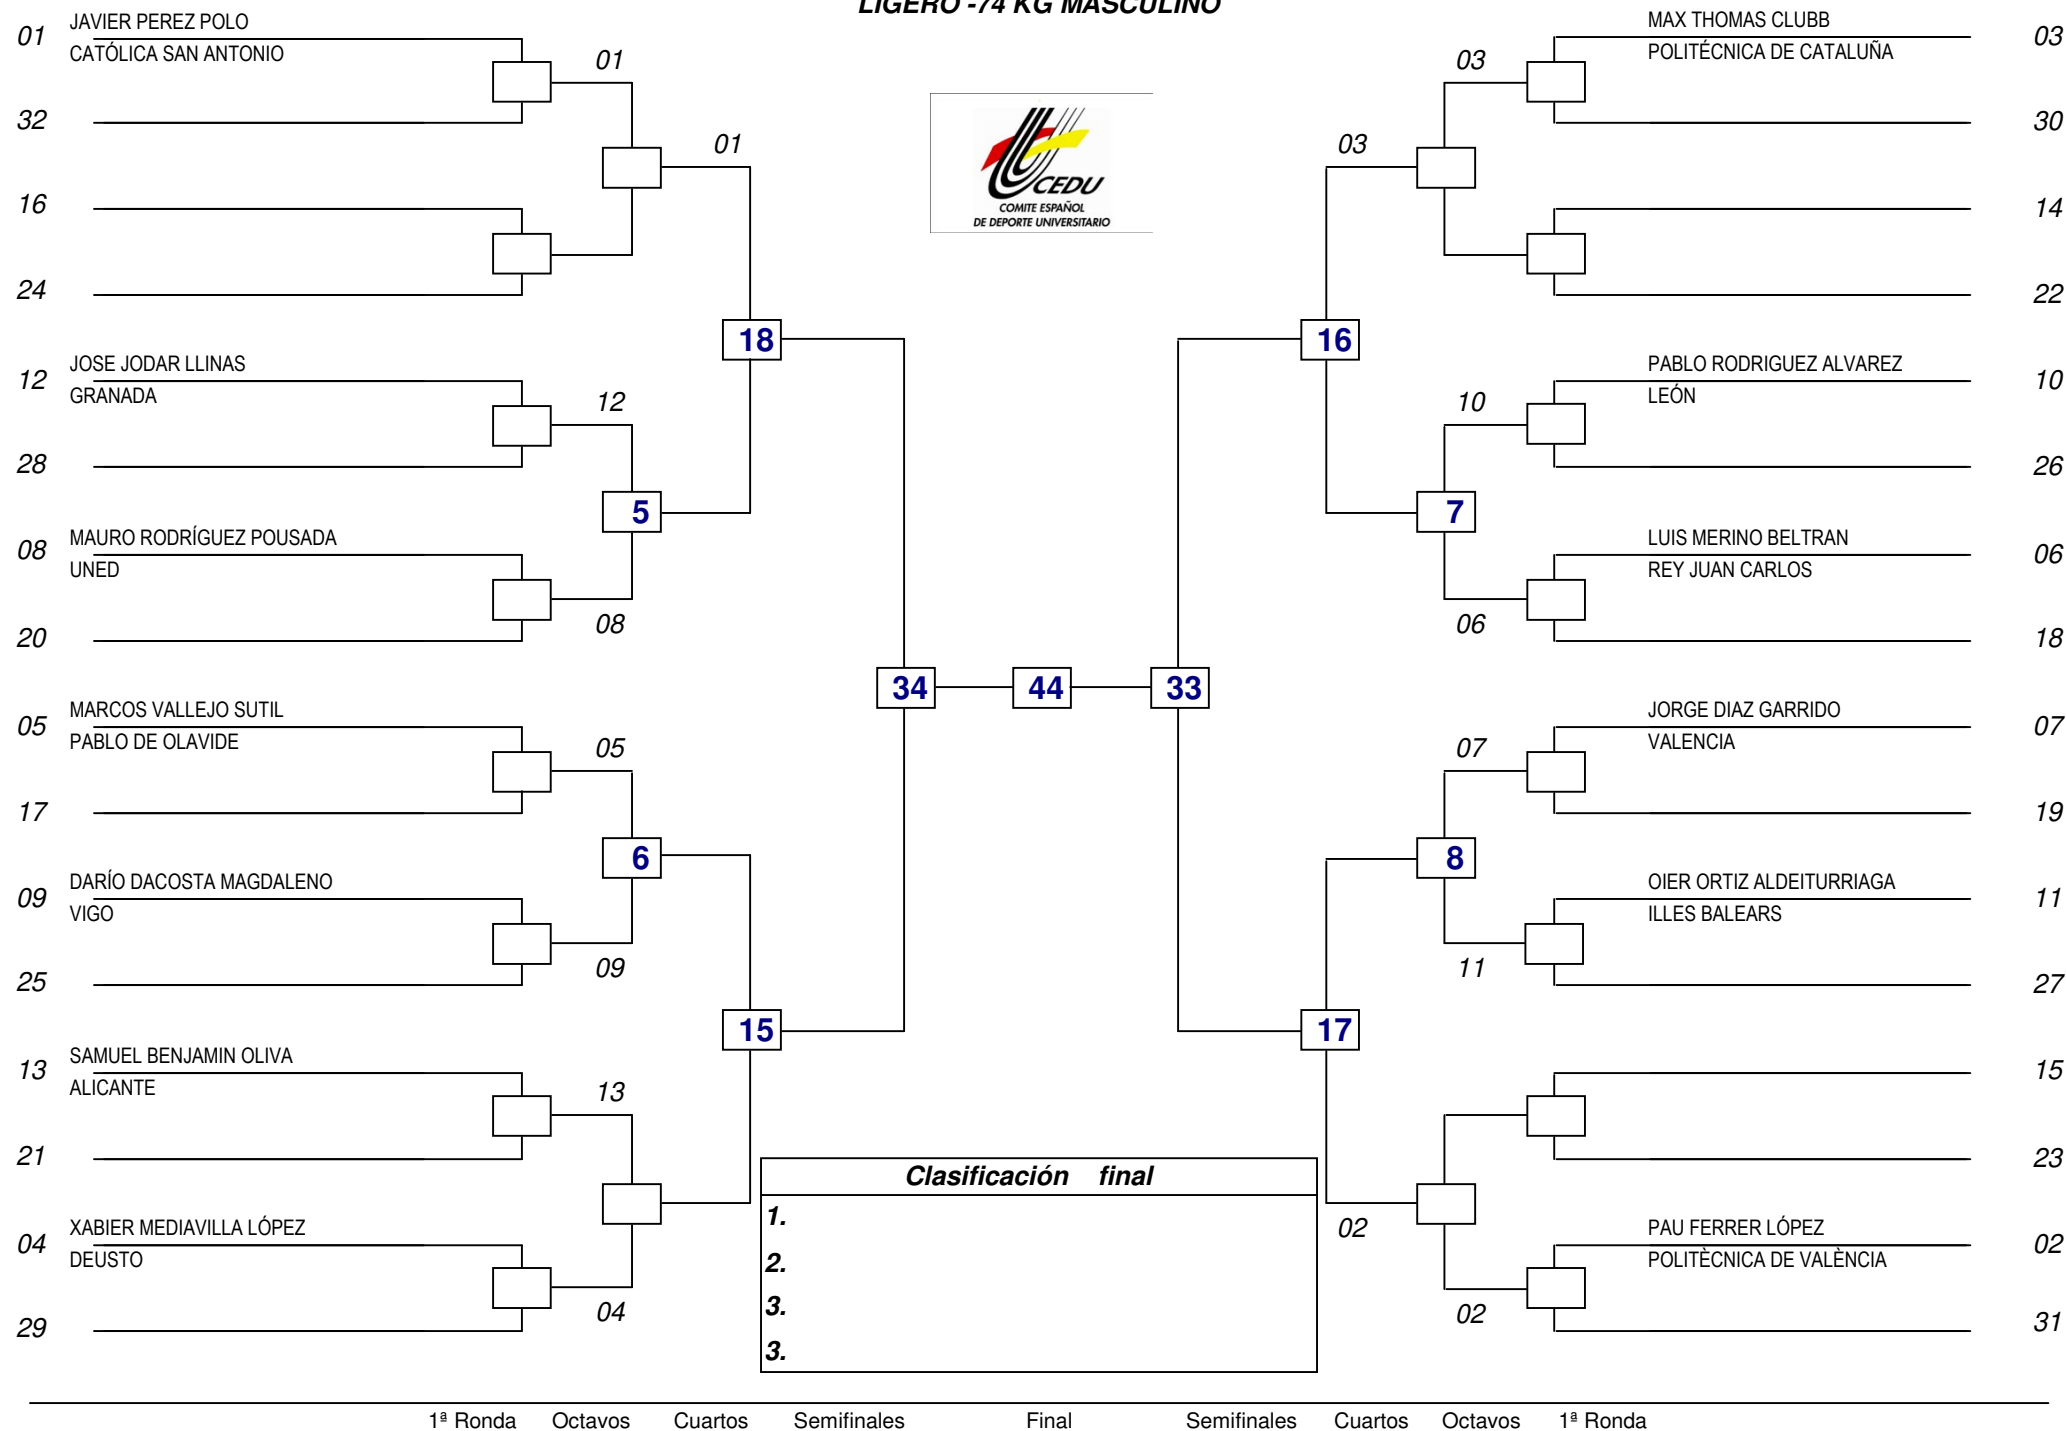 LIGERO -74 KG MASCULINO
01 JAVIER PEREZ POLO
CATÓLICA SAN ANTONIO
01
32
01
16
24
12 JOSE JODAR LLINAS
GRANADA
12
28
18
5
08 MAURO RODRÍGUEZ POUSADA
UNED
08
20
34
05 MARCOS VALLEJO SUTIL
PABLO DE OLAVIDE
05
17
6
09 DARÍO DACOSTA MAGDALENO
VIGO
09
25
15
13 SAMUEL BENJAMIN OLIVA
ALICANTE
13
21
04 XABIER MEDIAVILLA LÓPEZ
DEUSTO
04
29
CEDU
COMITE ESPAÑOL
DE DEPORTE UNIVERSITARIO
44
MAX THOMAS CLUBB 03
POLITÉCNICA DE CATALUÑA
03
30
03
14
22
16
PABLO RODRIGUEZ ALVAREZ 10
LEÓN
10
26
7
LUIS MERINO BELTRAN 06
REY JUAN CARLOS
06
18
33
JORGE DIAZ GARRIDO 07
VALENCIA
07
19
8
OIER ORTIZ ALDEITURRIAGA 11
ILLES BALEARS
11
27
17
15
23
02
PAU FERRER LÓPEZ 02
POLITÈCNICA DE VALÈNCIA
02
31
Clasificación final
1.
2.
3.
3.
1ª Ronda Octavos Cuartos Semifinales Final Semifinales Cuartos Octavos 1ª Ronda